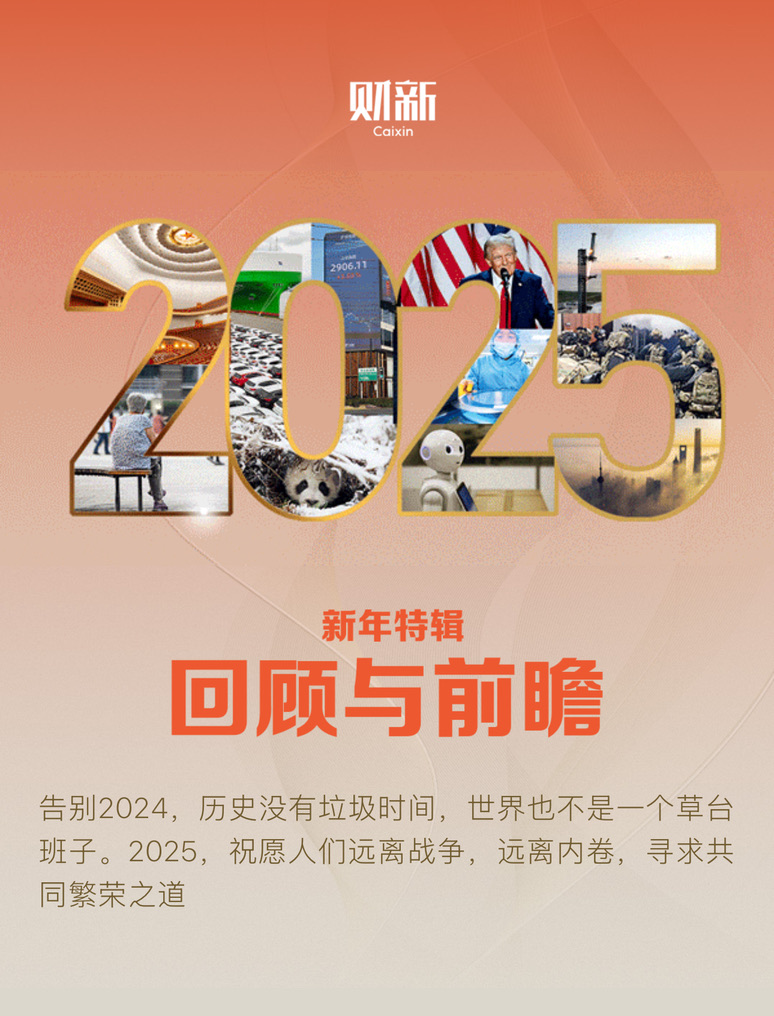 财新
Caixin
2025
2906.11
新年特辑
回顾与前瞻
告别2024，历史没有垃圾时间，世界也不是一个草台
班子。2025，祝愿人们远离战争，远离内卷，寻求共
同繁荣之道